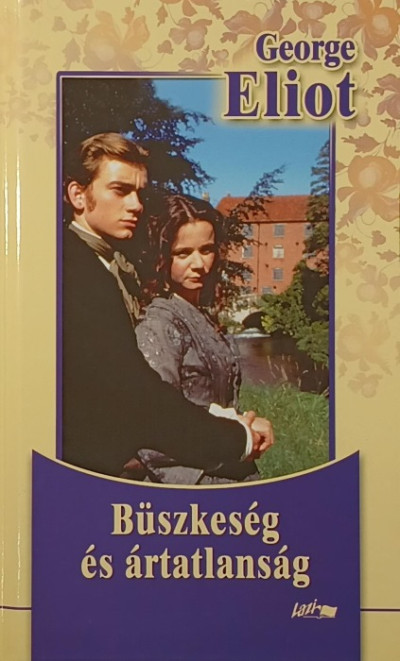 George
Eliot
Büszkeség
és ártatlanság
Lazi